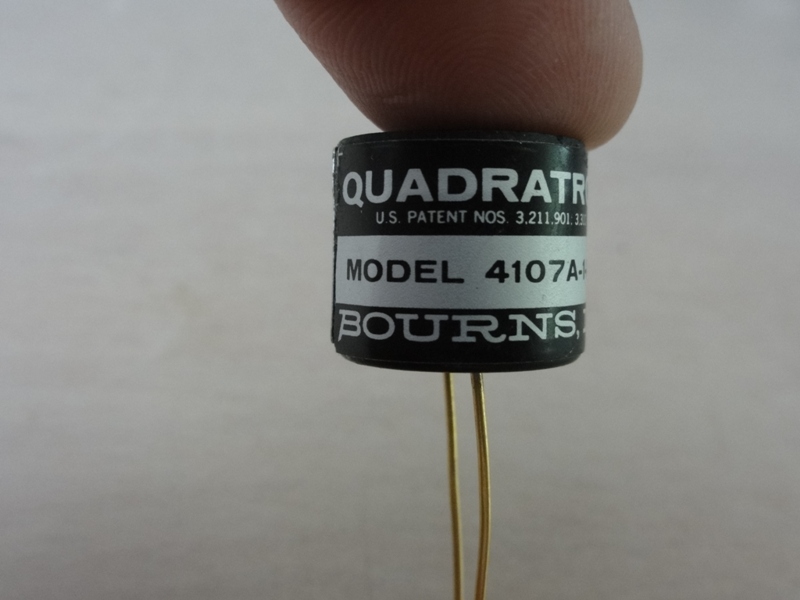 QUADRATR
U.S. PATENT NOS. 3,211,901, 3,3
MODEL 4107A-
BOURNS,